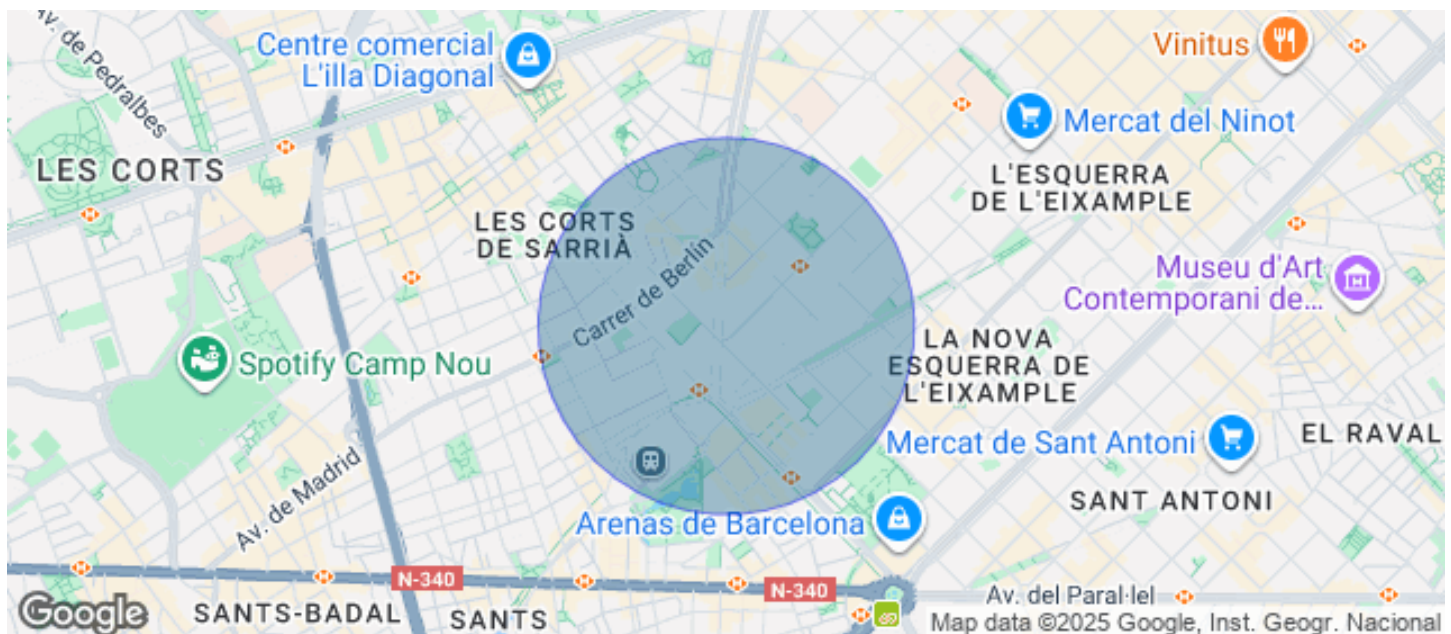 Av. de Pedralbes
Centre comercial
L'illa Diagonal
Vinitus
Mercat del Ninot
LES CORTS
L'ESQUERRA
DE L'EIXAMPLE
LES CORTS
DE SARRIÀ
Carrer de Berlín
Museu d'Art
Contemporani de...
Spotify Camp Nou
LA NOVA
ESQUERRA DE
L'EIXAMPLE
Mercat de Sant Antoni
EL RAVAL
Av. de Madrid
SANT ANTONI
Arenas de Barcelona
N-340
N-340
Av. del Paral·lel
Google
SANTS-BADAL
SANTS
Map data ©2025 Google, Inst. Geogr. Nacional